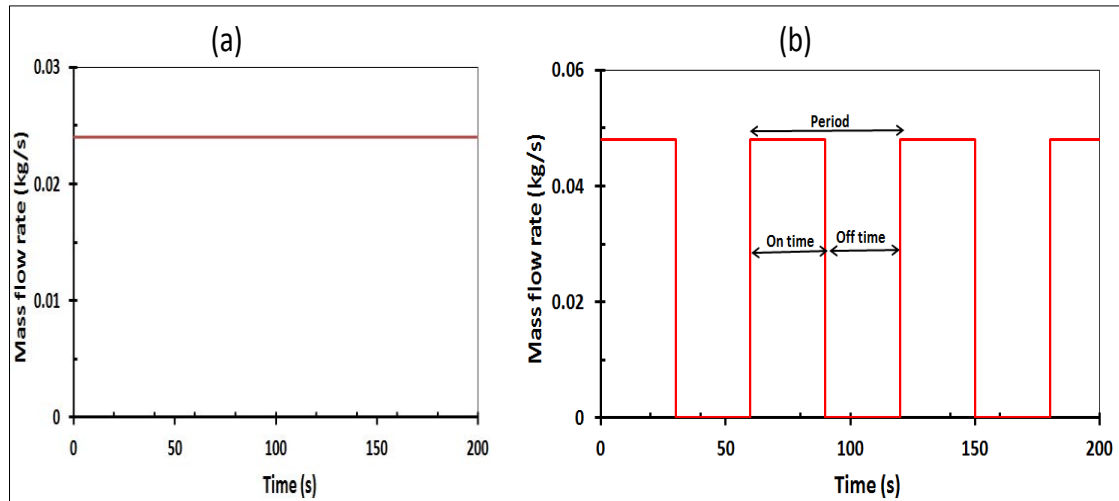 (a)
0.03
0.02
0.01
0
0
50
100
150
200
Mass flow rate (kg/s)
Time (s)
(b)
0.06
0.04
0.02
0
0
50
100
150
200
Mass flow rate (kg/s)
Time (s)
Period
On time
Off time